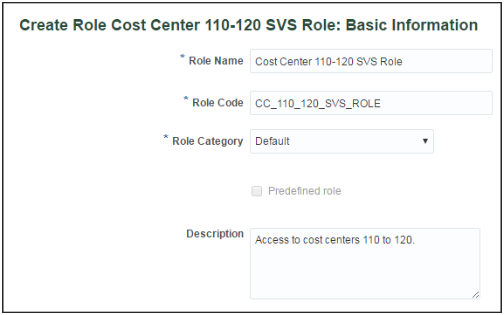 Create Role Cost Center 110-120 SVS Role: Basic Information
* Role Name Cost Center 110-120 SVS Role
* Role Code CC_110_120_SVS_ROLE
* Role Category Default
Predefined role
Description Access to cost centers 110 to 120.